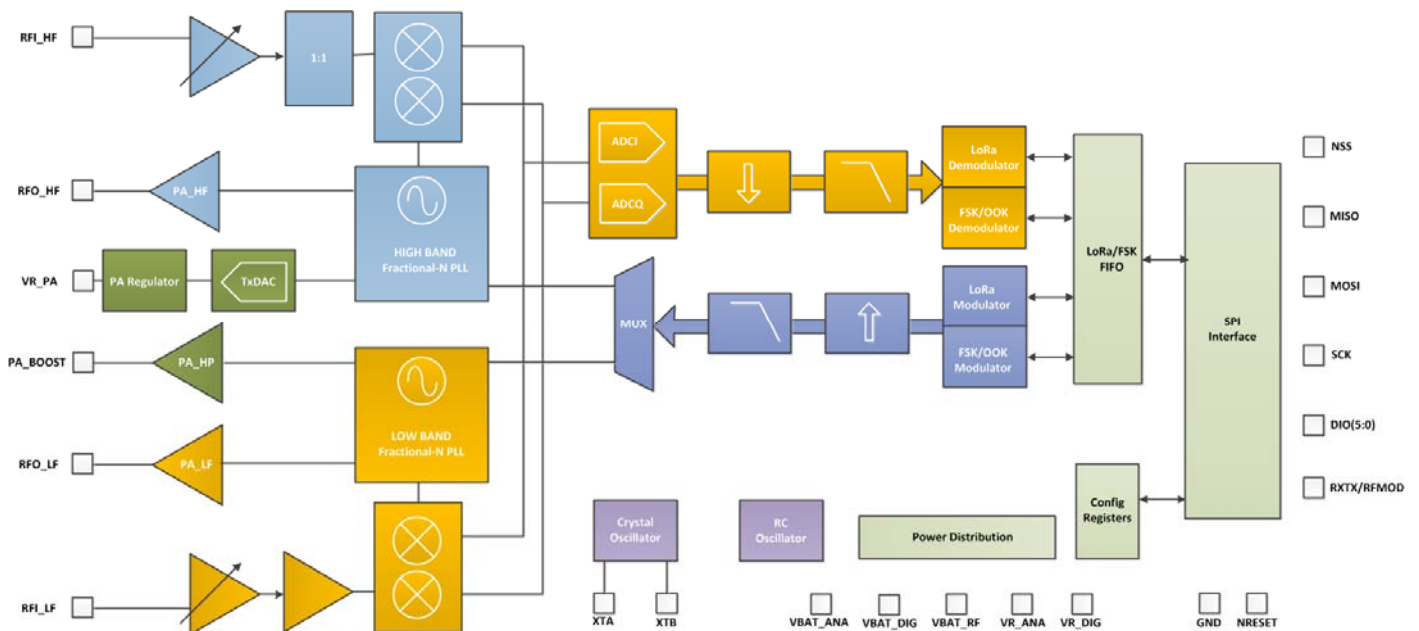 RFI_HF
1:1
ADCI
ADCQ
LoRa
Demodulator
FSK/OOK
Demodulator
NSS
RFO_HF
PA_HF
HIGH BAND
Fractional-N PLL
MISO
VR_PA
PA Regulator
TxDAC
MUX
LoRa
Modulator
FSK/OOK
Modulator
LoRa/FSK
FIFO
SPI
Interface
MOSI
PA_BOOST
PA_HP
SCK
LOW BAND
Fractional-N PLL
DIO(5:0)
RFO_LF
PA_LF
RXTX/RFMOD
Crystal
Oscillator
RC
Oscillator
Power Distribution
Config
Registers
RFI_LF
XTA
XTB
VBAT_ANA
VBAT_DIG
VBAT_RF
VR_ANA
VR_DIG
GND
NRESET